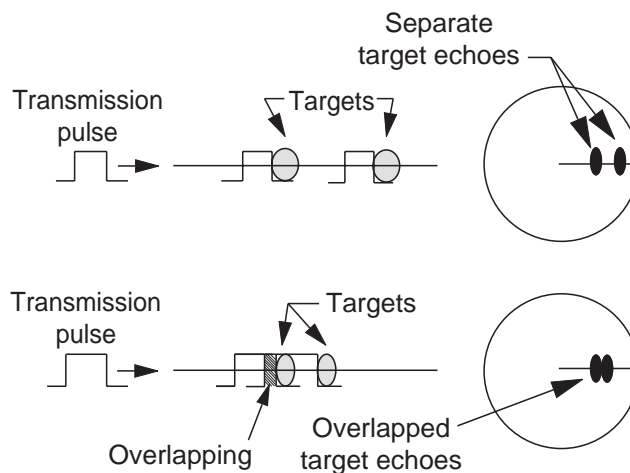 Separate
target echoes
Transmission
pulse
Targets
Transmission
pulse
Targets
Overlapping
Overlapped
target echoes